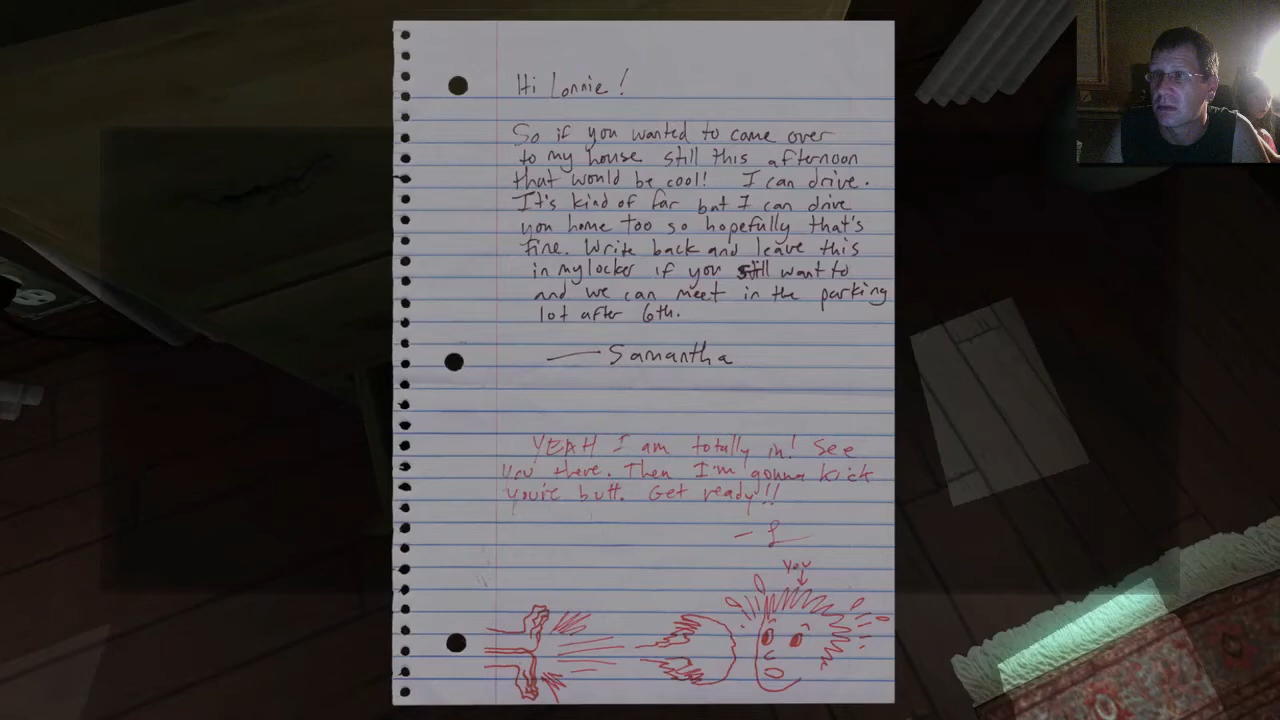 Hi Lonnie!
So if you wanted to come over
to my house still this afternoon
that would be cool! I can drive.
It's kind of far but I can drive
you home too so hopefully that's
fine. Write back and leave this
in my locker if you still want to
and we can meet in the parking
lot after 6th.
— Samantha
YEAH I am totally in! See
you there. Then I'm gonna kick
you're butt. Get ready!!
- L
you